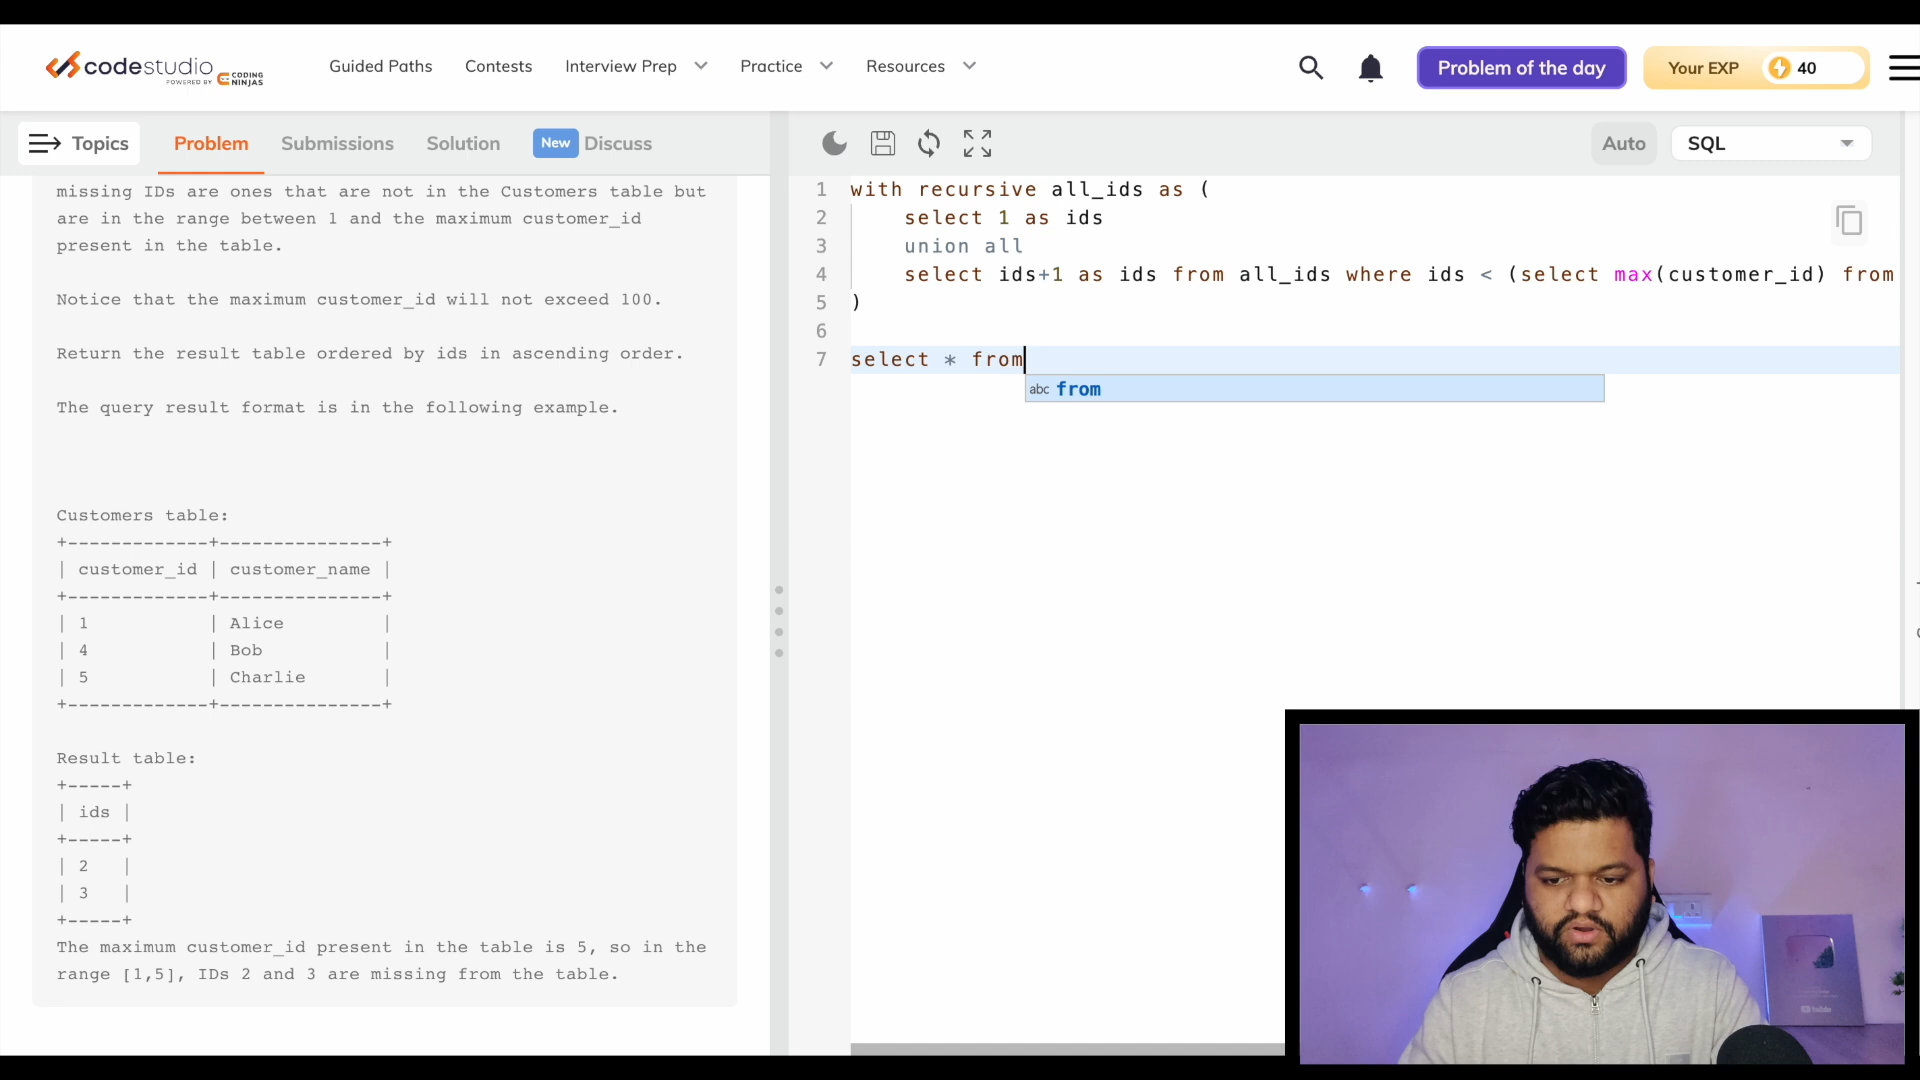 codestudio
POWERED BY CODING NINJAS
Guided Paths
Contests
Interview Prep
Practice
Resources
Problem of the day
Your EXP
40
Topics
Problem
Submissions
Solution
New
Discuss
Auto
SQL
missing IDs are ones that are not in the Customers table but
are in the range between 1 and the maximum customer_id
present in the table.
Notice that the maximum customer_id will not exceed 100.
Return the result table ordered by ids in ascending order.
The query result format is in the following example.
Customers table:
+-------------+---------------+
| customer_id | customer_name |
+-------------+---------------+
| 1           | Alice         |
| 4           | Bob           |
| 5           | Charlie       |
+-------------+---------------+
Result table:
+-----+
| ids |
+-----+
| 2   |
| 3   |
+-----+
The maximum customer_id present in the table is 5, so in the
range [1,5], IDs 2 and 3 are missing from the table.
1 with recursive all_ids as (
2     select 1 as ids
3     union all
4     select ids+1 as ids from all_ids where ids < (select max(customer_id) from
5 )
6
7 select * from
abc from